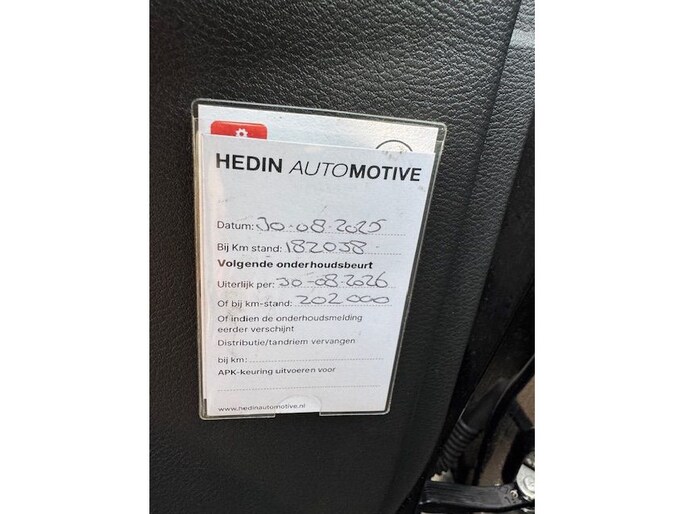 HEDIN AUTOMOTIVE
Datum: 30-08-2025
Bij Km stand: 182038
Volgende onderhoudsbeurt
Uiterlijk per: 30-08-2026
Of bij km-stand: 202000
Of indien de onderhoudsmelding
eerder verschijnt
Distributie/tandriem vervangen
bij km:
APK-keuring uitvoeren voor
www.hedinautomotive.nl